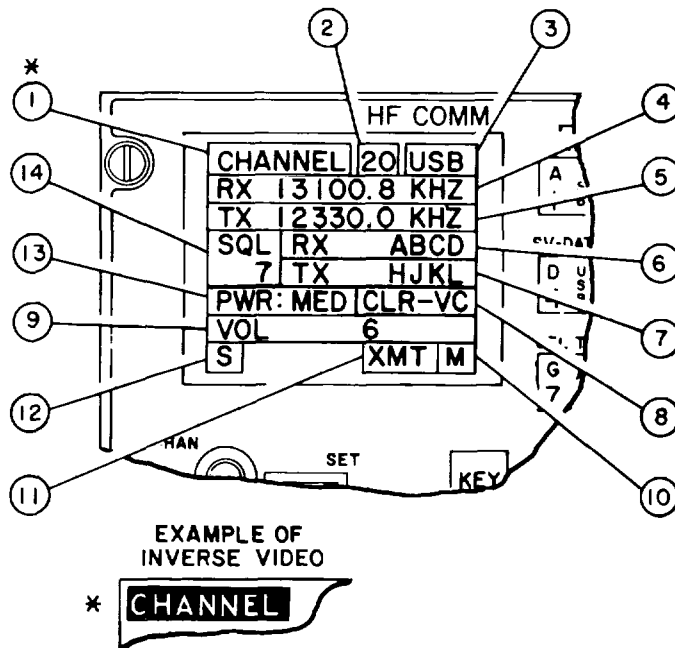 2
3
*
1
HF COMM
4
CHANNEL 20 USB
14
RX 13100.8 KHZ
A
5
TX 12330.0 KHZ
SQL RX ABCD
13
7 TX HJKL
D
6
PWR: MED CLR-VC
9
VOL 6
7
S XMT M
G
7
12
8
HAN
SET
KEY
11
10
EXAMPLE OF
INVERSE VIDEO
* CHANNEL